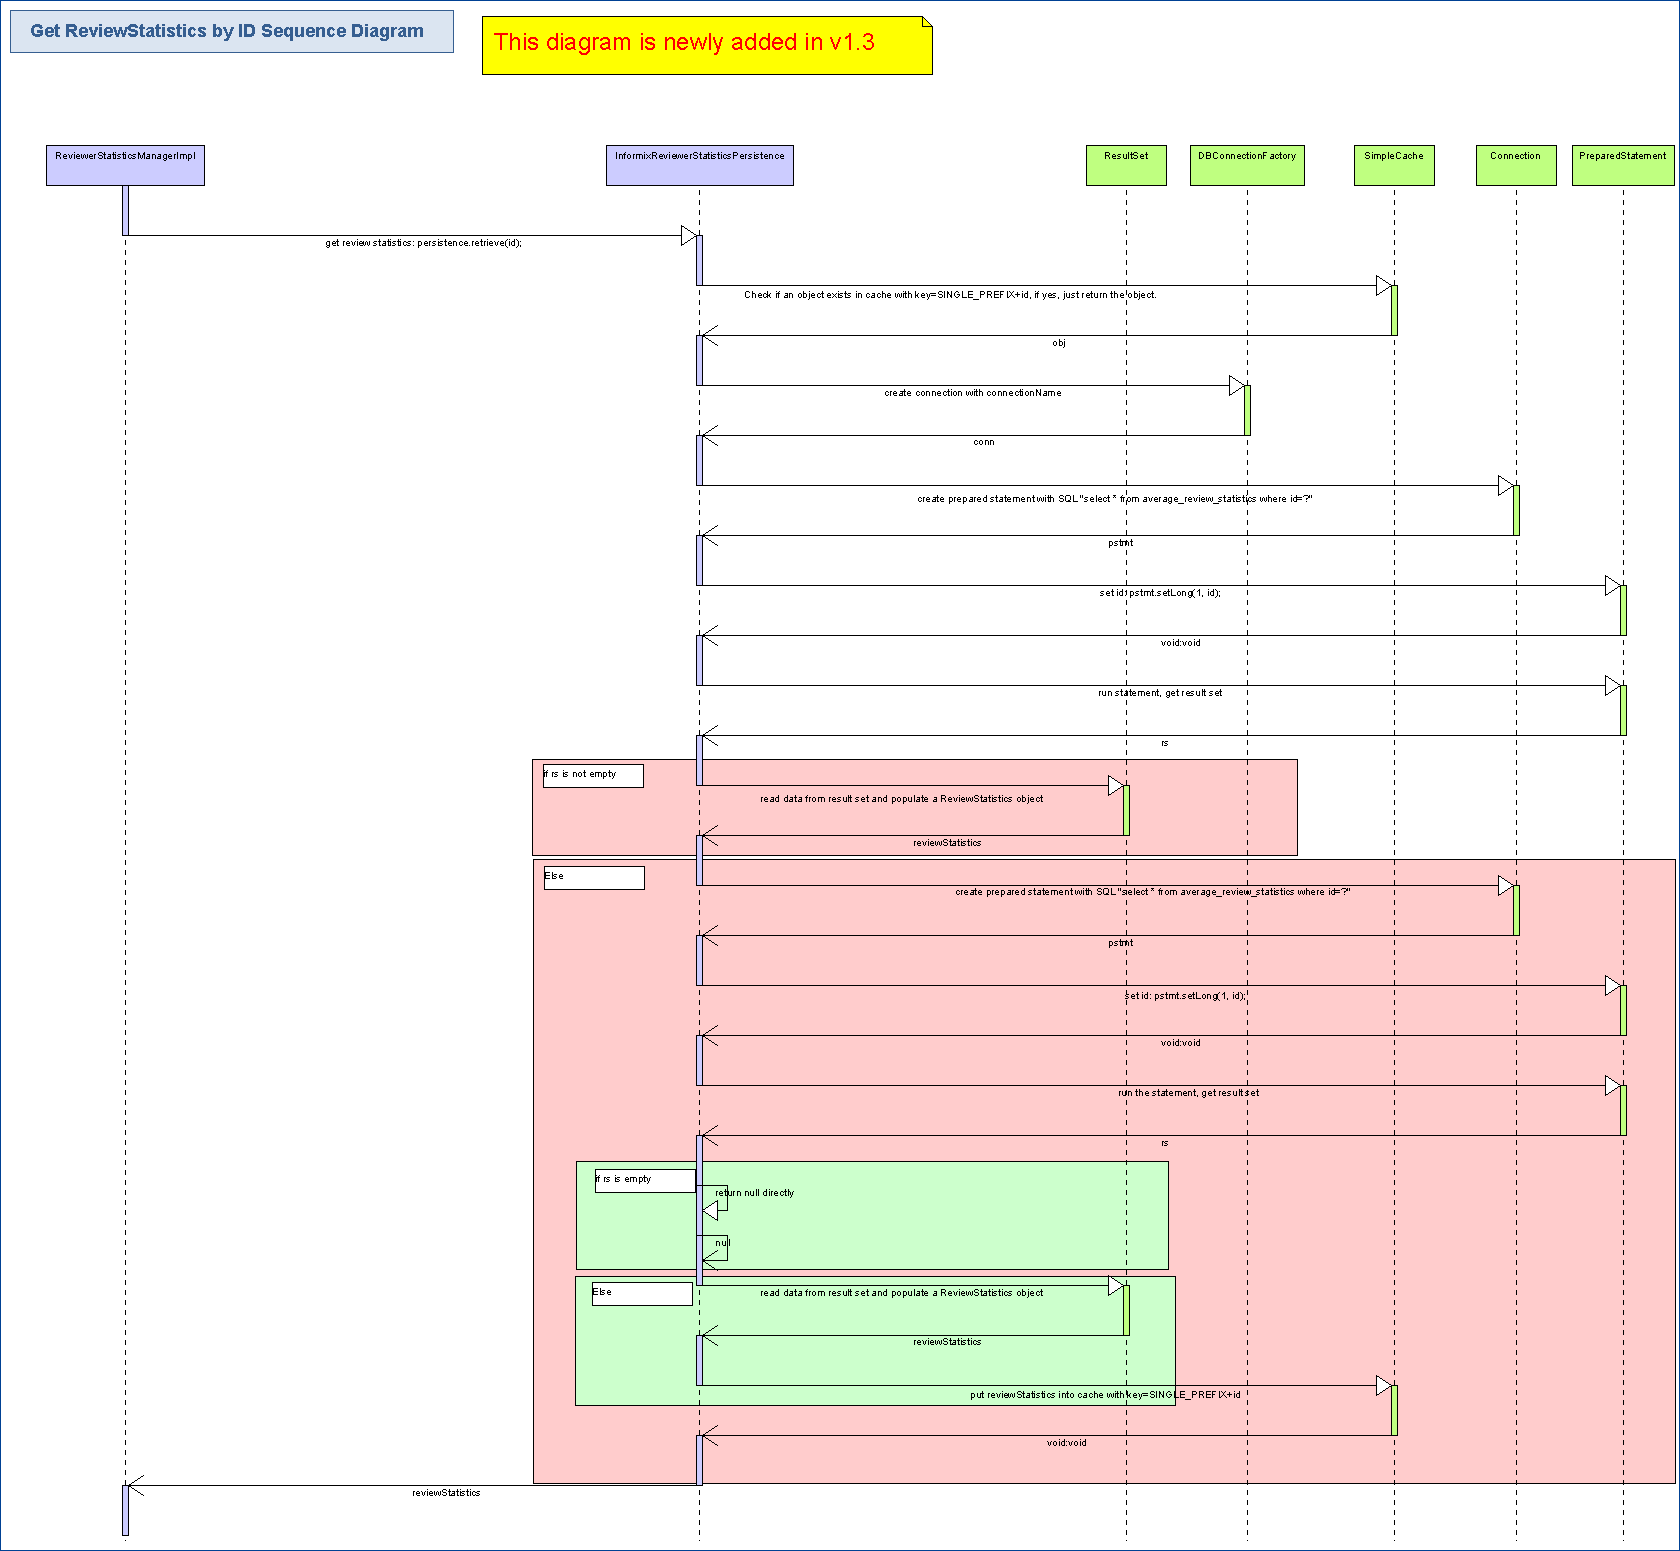 Get ReviewStatistics by ID Sequence Diagram
This diagram is newly added in v1.3
ReviewerStatisticsManagerImpl
InformixReviewerStatisticsPersistence
ResultSet
DBConnectionFactory
SimpleCache
Connection
PreparedStatement
get review statistics: persistence.retrieve(id);
Check if an object exists in cache with key=SINGLE_PREFIX+id, if yes, just return the object.
obj
create connection with connectionName
conn
create prepared statement with SQL "select * from average_review_statistics where id=?"
pstmt
set id: pstmt.setLong(1, id);
void:void
run statement, get result set
rs
if rs is not empty
read data from result set and populate a ReviewStatistics object
reviewStatistics
Else
create prepared statement with SQL "select * from average_review_statistics where id=?"
pstmt
set id: pstmt.setLong(1, id);
void:void
run the statement, get result set
rs
if rs is empty
return null directly
null
Else
read data from result set and populate a ReviewStatistics object
reviewStatistics
put reviewStatistics into cache with key=SINGLE_PREFIX+id
void:void
reviewStatistics